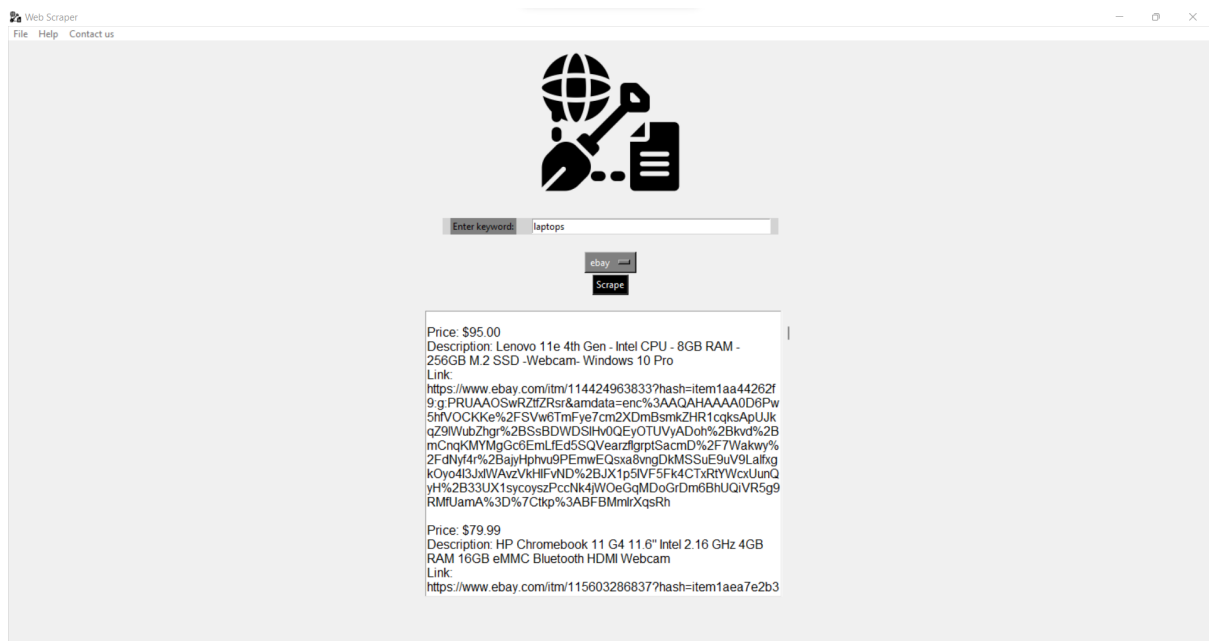 Web Scraper
File Help Contact us
Enter keyword: laptops
ebay
Scrape
Price: $95.00
Description: Lenovo 11e 4th Gen - Intel CPU - 8GB RAM -
256GB M.2 SSD -Webcam- Windows 10 Pro
Link:
https://www.ebay.com/itm/114424963833?hash=item1aa44262f
9:g:PRUAAOSwRZtfZRsr&amdata=enc%3AAQAHAAAA0D6Pw
5hfVOCKKe%2FSVw6TmFye7cm2XDmBsmkZHR1cqksApUJk
qZ9lWubZhgr%2BSsBDWDSlHv0QEyOTUVyADoh%2Bkvd%2B
mCnqKMYMgGc6EmLfEd5SQVearzflgrptSacmD%2F7Wakwy%
2FdNyf4r%2BajyHphvu9PEmwEQsxa8vngDkMSSuE9uV9Lalfxg
kOyo4l3JxlWAvzVkHlFvND%2BJX1p5lVF5Fk4CTxRtYWcxUunQ
yH%2B33UX1sycoyszPccNk4jWOeGqMDoGrDm6BhUQiVR5g9
RMfUamA%3D%7Ctkp%3ABFBMmlrXqsRh
Price: $79.99
Description: HP Chromebook 11 G4 11.6" Intel 2.16 GHz 4GB
RAM 16GB eMMC Bluetooth HDMI Webcam
Link:
https://www.ebay.com/itm/115603286837?hash=item1aea7e2b3